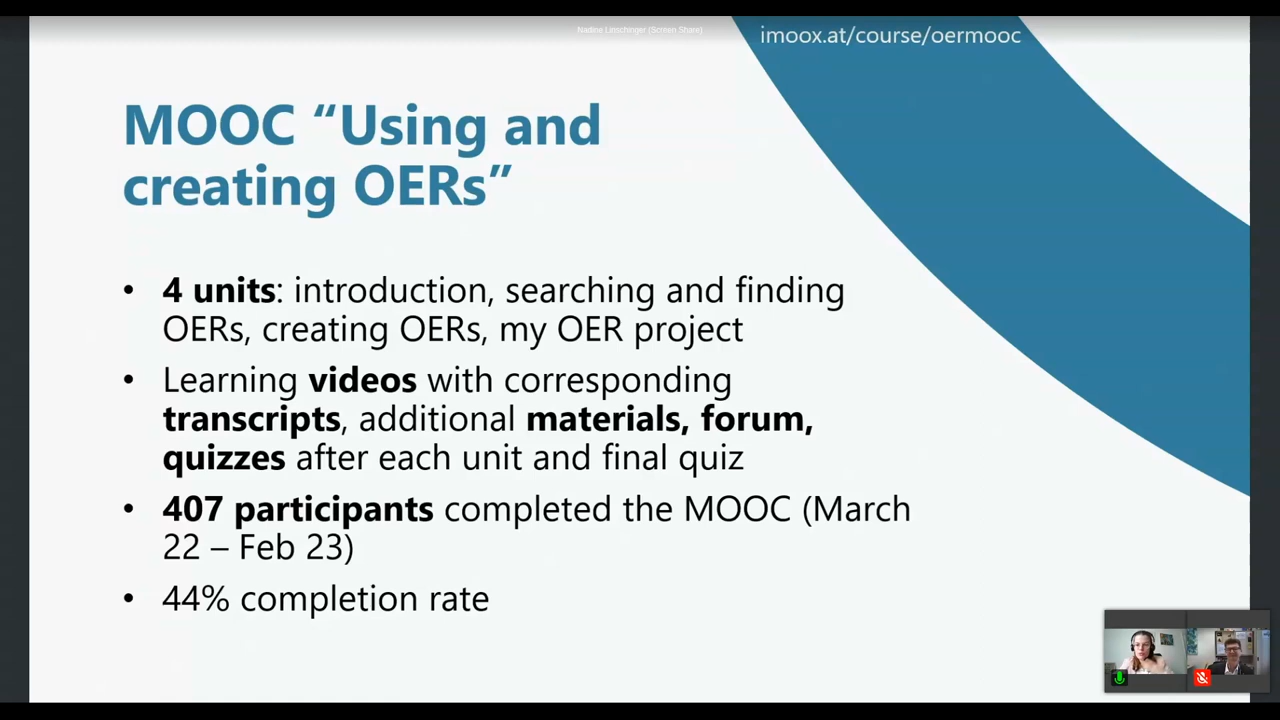 Nadine Linschinger (Screen Share)
imoox.at/course/oermooc
MOOC “Using and
creating OERs”
• 4 units: introduction, searching and finding
OERs, creating OERs, my OER project
• Learning videos with corresponding
transcripts, additional materials, forum,
quizzes after each unit and final quiz
• 407 participants completed the MOOC (March
22 – Feb 23)
• 44% completion rate